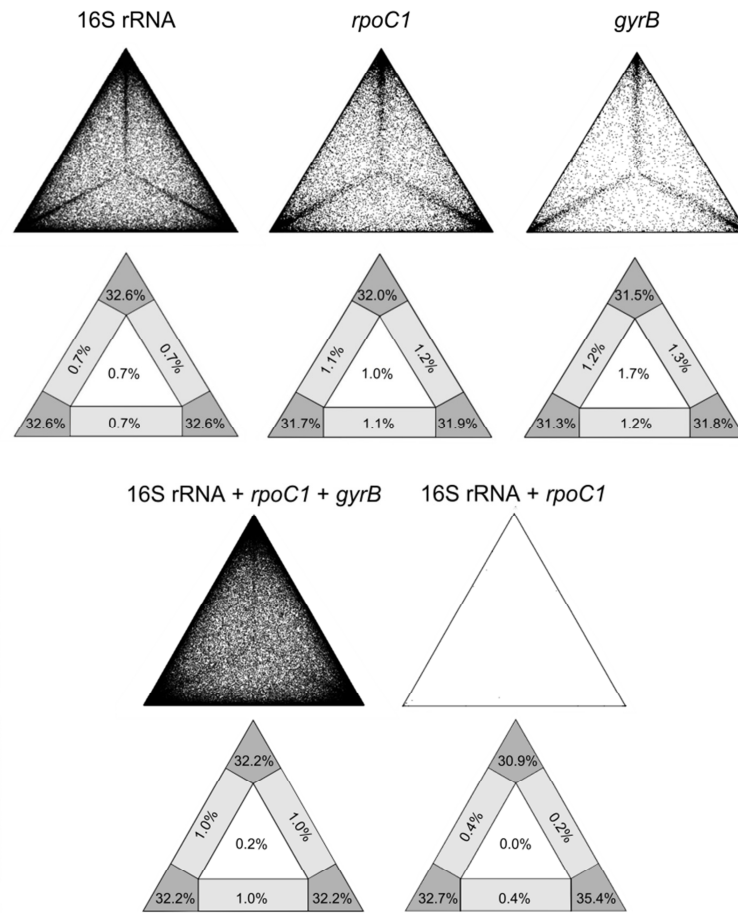 16S rRNA rpoC1 gyrB
32.6% 32.0% 31.5%
0.7% 0.7% 1.1% 1.2% 1.2% 1.3%
0.7% 1.0% 1.7%
32.6% 0.7% 32.6% 31.7% 1.1% 31.9% 31.3% 1.2% 31.8%
16S rRNA + rpoC1 + gyrB 16S rRNA + rpoC1
32.2% 30.9%
1.0% 1.0% 0.4% 0.2%
0.2% 0.0%
32.2% 1.0% 32.2% 32.7% 0.4% 35.4%